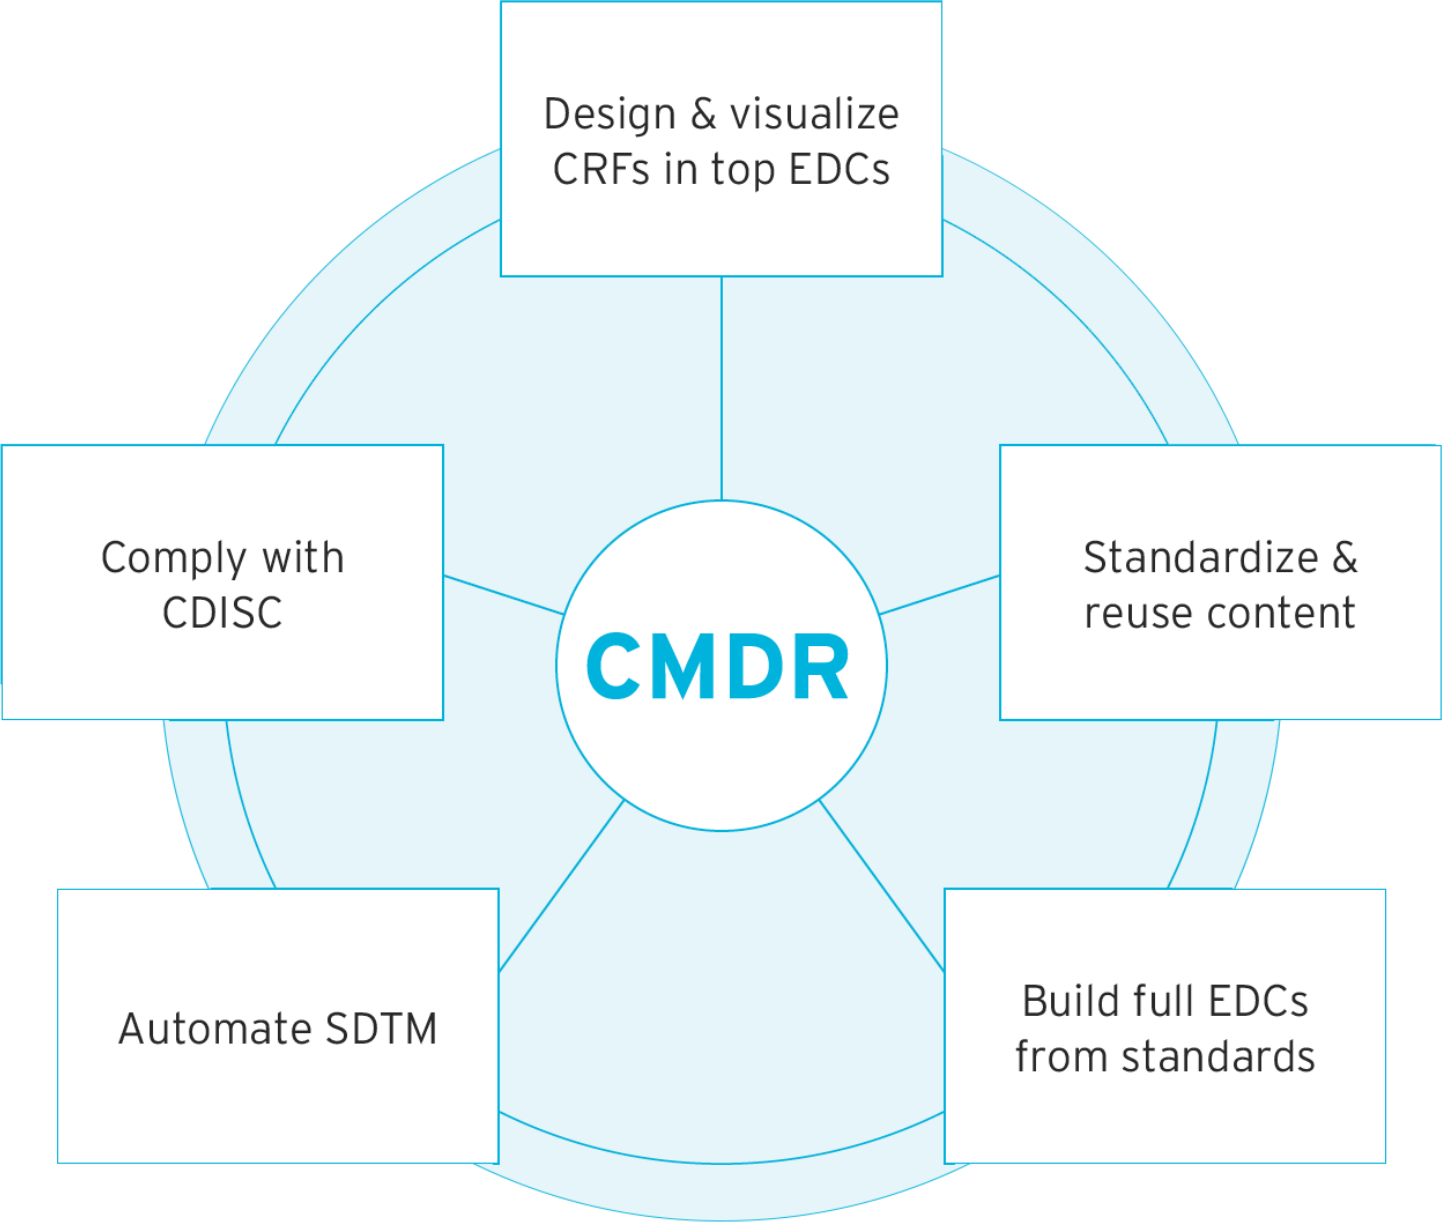 Design & visualize
CRFs in top EDCs
Comply with
CDISC
Standardize &
reuse content
CMDR
Automate SDTM
Build full EDCs
from standards